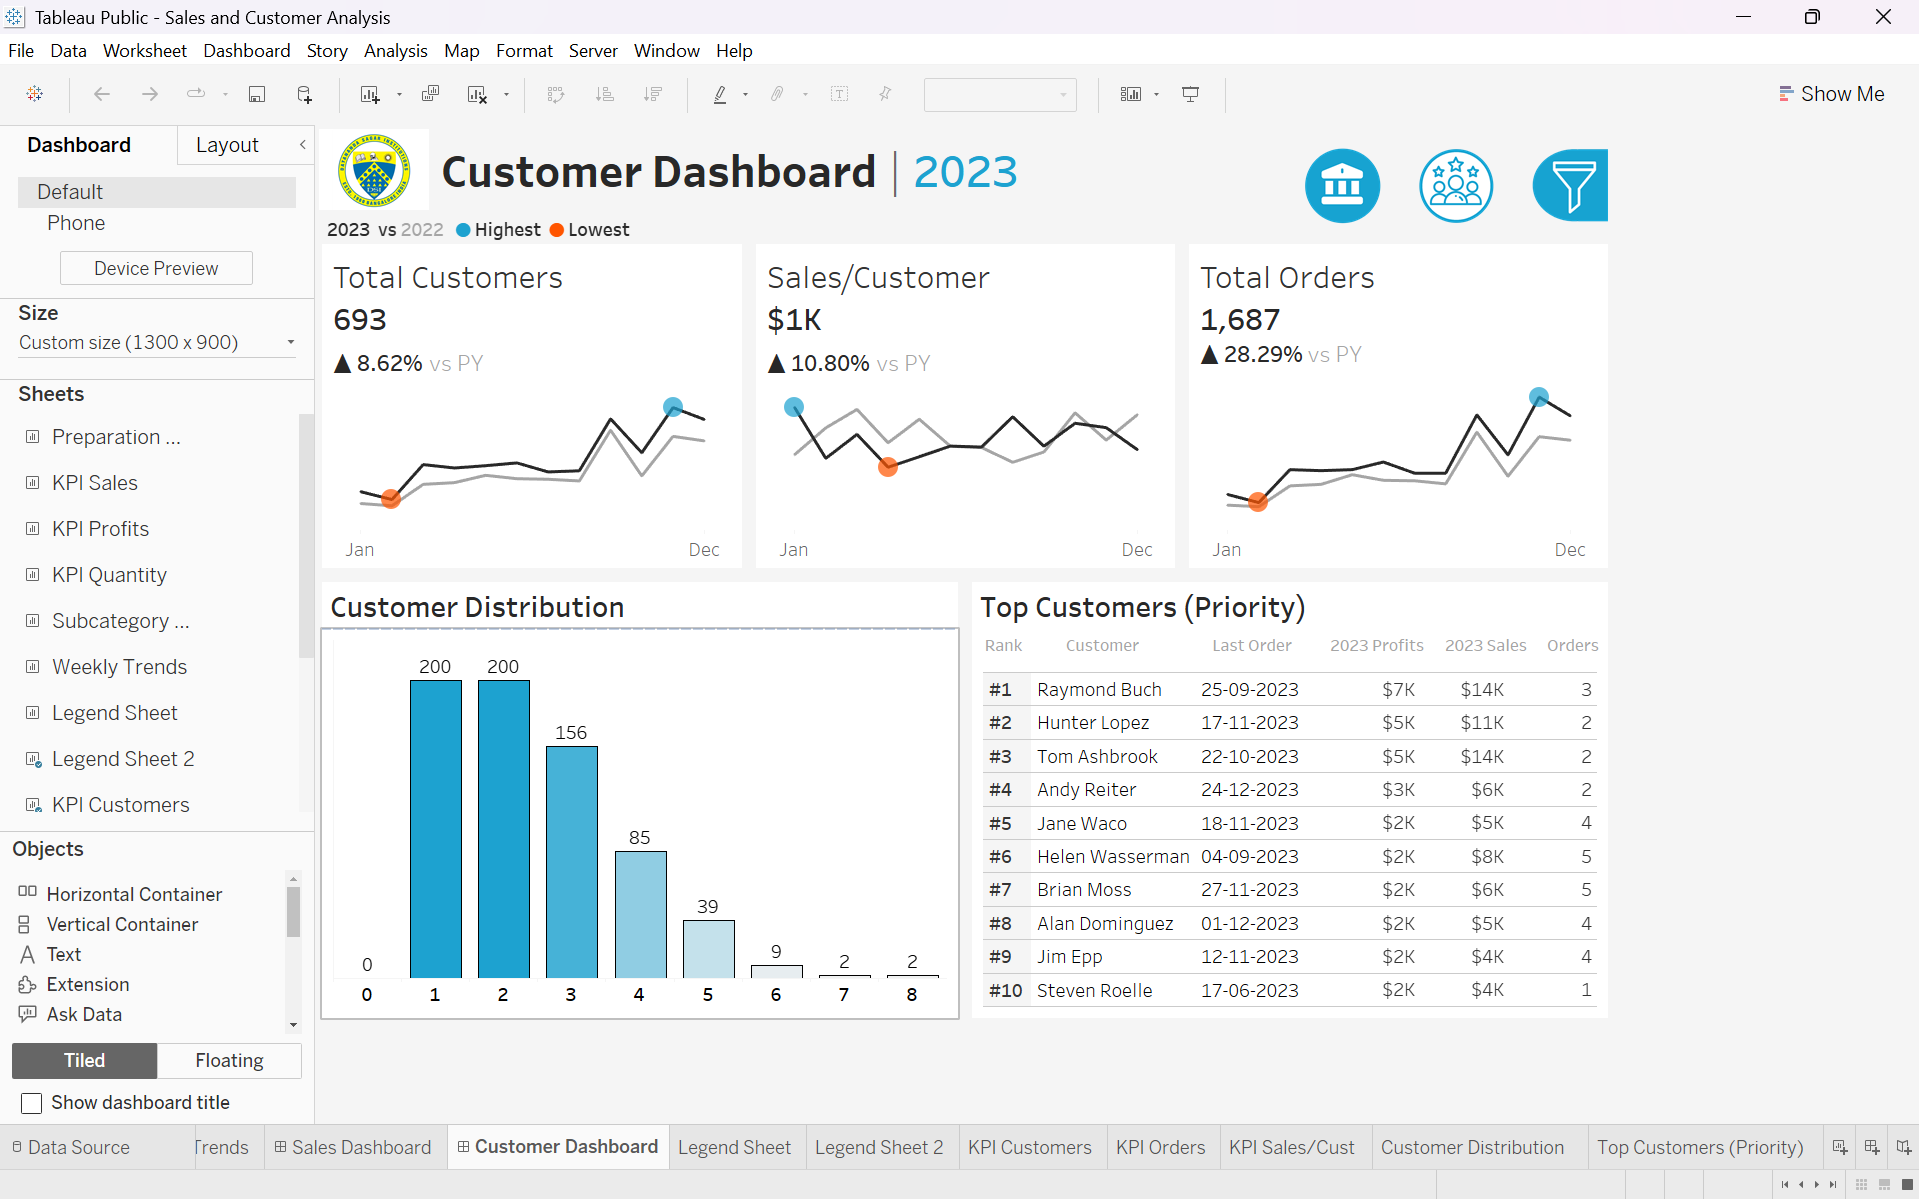 Tableau Public - Sales and Customer Analysis
File Data Worksheet Dashboard Story Analysis Map Format Server Window Help
Show Me
Dashboard Layout
Default
Phone
Device Preview
Size
Custom size (1300 x 900)
Sheets
Preparation ...
KPI Sales
KPI Profits
KPI Quantity
Subcategory ...
Weekly Trends
Legend Sheet
Legend Sheet 2
KPI Customers
Objects
Horizontal Container
Vertical Container
Text
Extension
Ask Data
Tiled Floating
Show dashboard title
Customer Dashboard | 2023
2023 vs 2022 Highest Lowest
Total Customers
693
▲ 8.62% vs PY
Jan Dec
Sales/Customer
$1K
▲ 10.80% vs PY
Jan Dec
Total Orders
1,687
▲ 28.29% vs PY
Jan Dec
Customer Distribution
0 200 200 156 85 39 9 2 2
0 1 2 3 4 5 6 7 8
Top Customers (Priority)
Rank Customer Last Order 2023 Profits 2023 Sales Orders
#1 Raymond Buch 25-09-2023 $7K $14K 3
#2 Hunter Lopez 17-11-2023 $5K $11K 2
#3 Tom Ashbrook 22-10-2023 $5K $14K 2
#4 Andy Reiter 24-12-2023 $3K $6K 2
#5 Jane Waco 18-11-2023 $2K $5K 4
#6 Helen Wasserman 04-09-2023 $2K $8K 5
#7 Brian Moss 27-11-2023 $2K $6K 5
#8 Alan Dominguez 01-12-2023 $2K $5K 4
#9 Jim Epp 12-11-2023 $2K $4K 4
#10 Steven Roelle 17-06-2023 $2K $4K 1
Data Source Trends Sales Dashboard Customer Dashboard Legend Sheet Legend Sheet 2 KPI Customers KPI Orders KPI Sales/Cust Customer Distribution Top Customers (Priority)